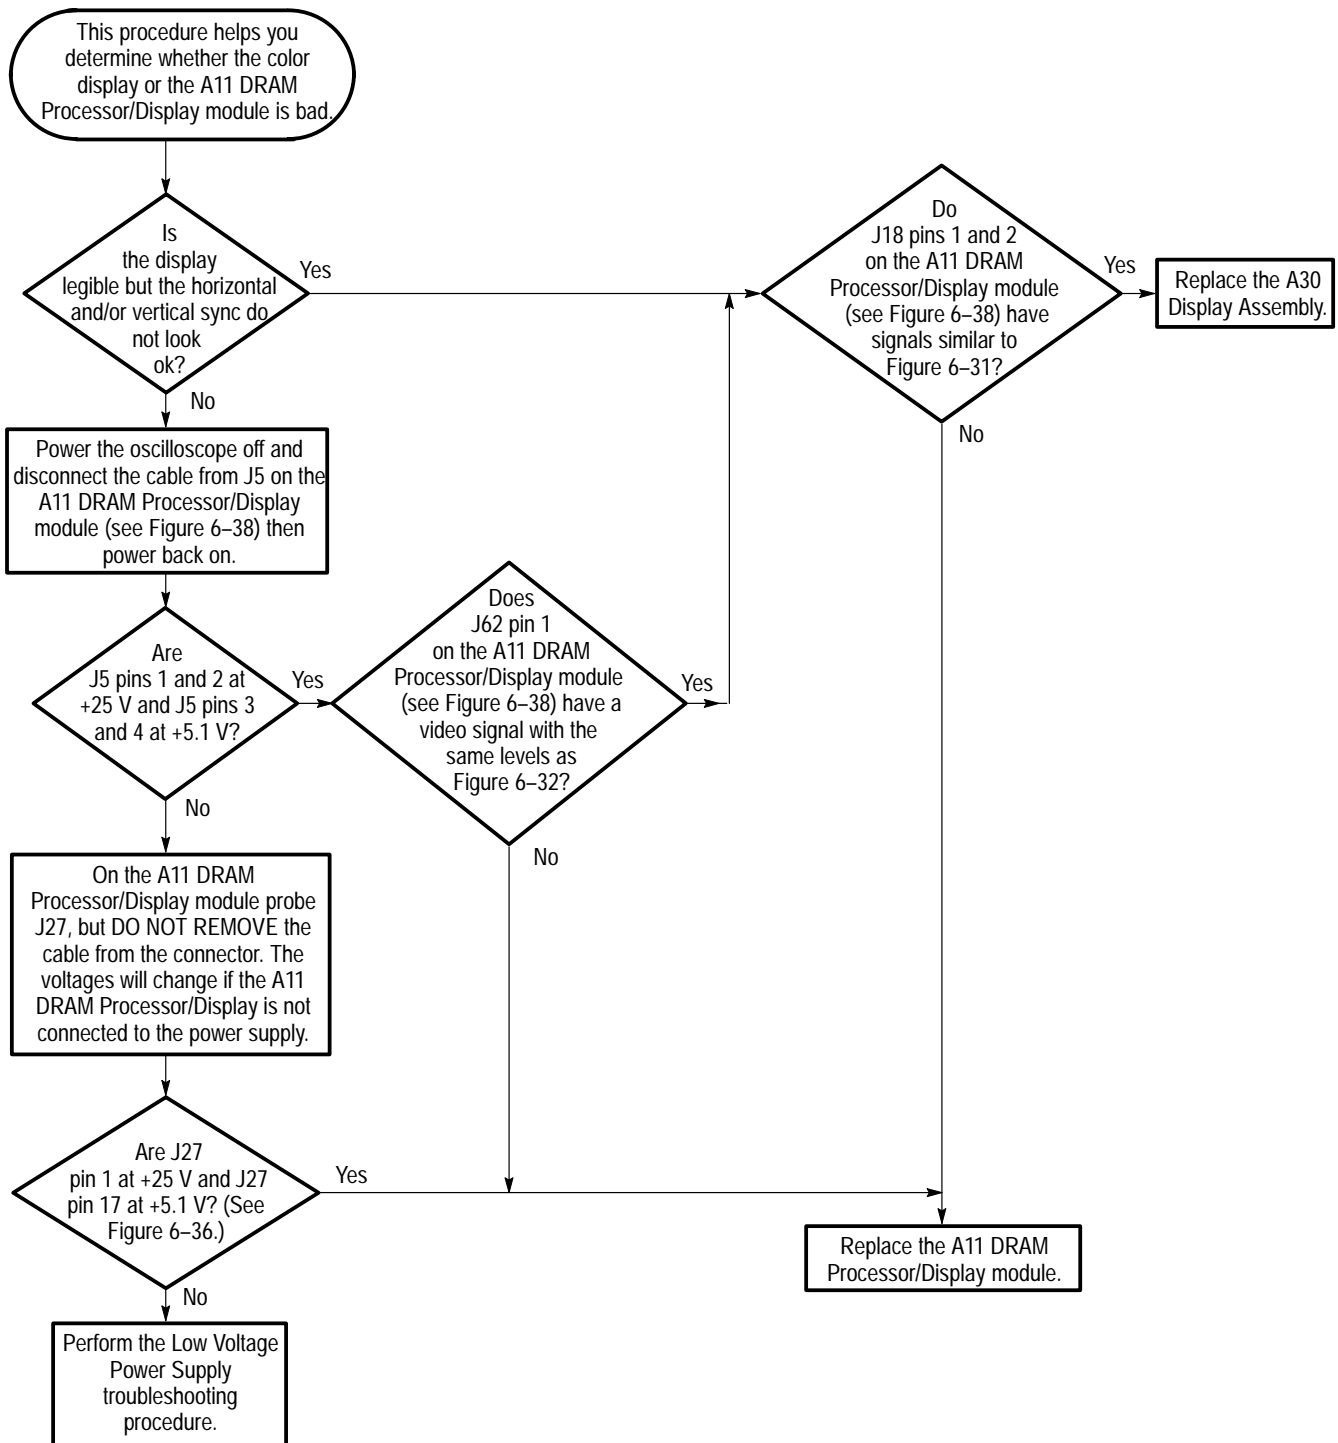 This procedure helps you
determine whether the color
display or the A11 DRAM
Processor/Display module is bad.
Is
the display
legible but the horizontal
and/or vertical sync do
not look
ok?
Yes
No
Do
J18 pins 1 and 2
on the A11 DRAM
Processor/Display module
(see Figure 6–38) have
signals similar to
Figure 6–31?
Yes
No
Replace the A30
Display Assembly.
Power the oscilloscope off and
disconnect the cable from J5 on the
A11 DRAM Processor/Display
module (see Figure 6–38) then
power back on.
Are
J5 pins 1 and 2 at
+25 V and J5 pins 3
and 4 at +5.1 V?
Yes
No
Does
J62 pin 1
on the A11 DRAM
Processor/Display module
(see Figure 6–38) have a
video signal with the
same levels as
Figure 6–32?
Yes
No
On the A11 DRAM
Processor/Display module probe
J27, but DO NOT REMOVE the
cable from the connector. The
voltages will change if the A11
DRAM Processor/Display is not
connected to the power supply.
Are J27
pin 1 at +25 V and J27
pin 17 at +5.1 V? (See
Figure 6–36.)
Yes
No
Replace the A11 DRAM
Processor/Display module.
Perform the Low Voltage
Power Supply
troubleshooting
procedure.